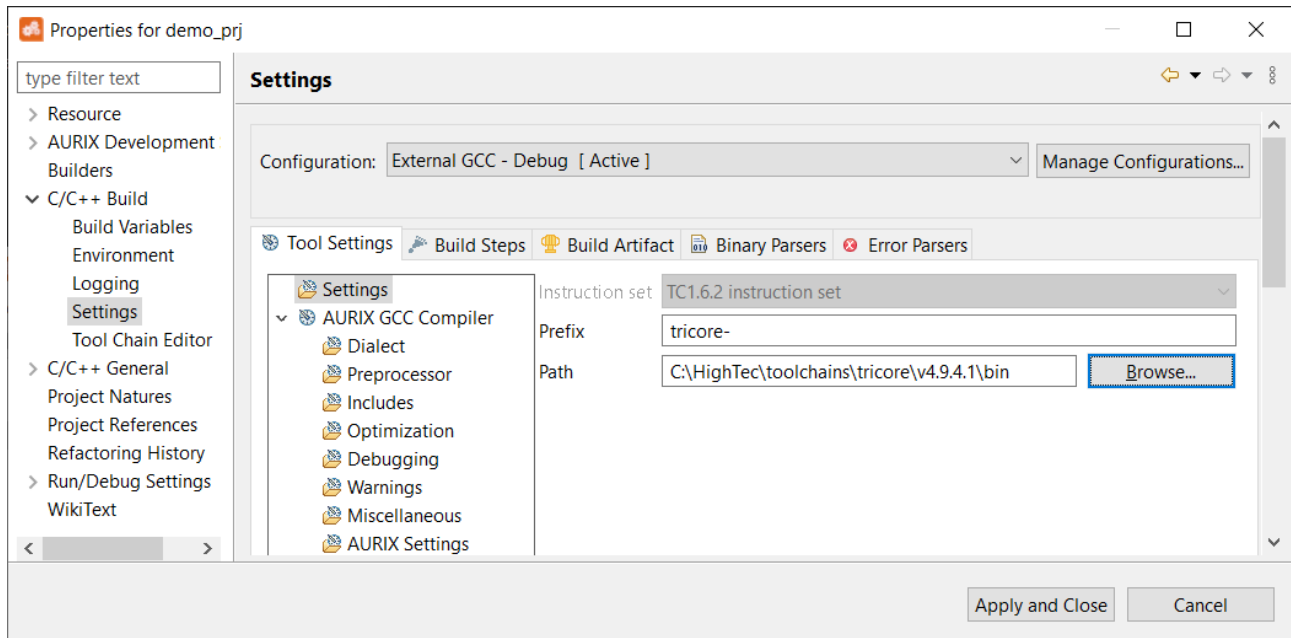 Properties for demo_prj
type filter text
Resource
AURIX Development
Builders
C/C++ Build
Build Variables
Environment
Logging
Settings
Tool Chain Editor
C/C++ General
Project Natures
Project References
Refactoring History
Run/Debug Settings
WikiText
Settings
Configuration: External GCC - Debug [ Active ] Manage Configurations...
Tool Settings Build Steps Build Artifact Binary Parsers Error Parsers
Settings
AURIX GCC Compiler
Dialect
Preprocessor
Includes
Optimization
Debugging
Warnings
Miscellaneous
AURIX Settings
Instruction set TC1.6.2 instruction set
Prefix tricore-
Path C:\HighTec\toolchains\tricore\v4.9.4.1\bin Browse...
Apply and Close Cancel